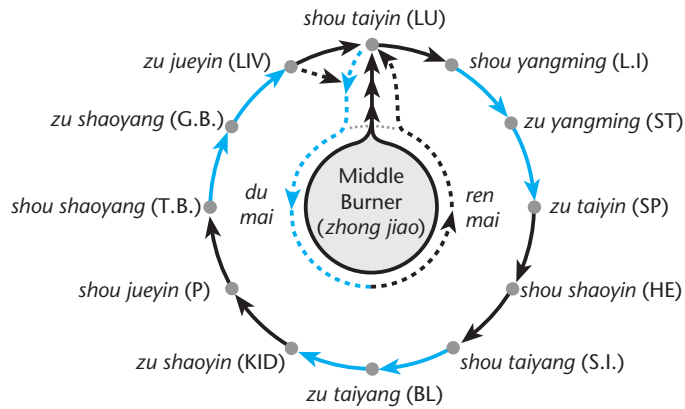 shou taiyin (LU)
zu jueyin (LIV)
shou yangming (L.I)
zu shaoyang (G.B.)
zu yangming (ST)
Middle
Burner
(zhong jiao)
du
mai
ren
mai
shou shaoyang (T.B.)
zu taiyin (SP)
shou jueyin (P)
shou shaoyin (HE)
zu shaoyin (KID)
shou taiyang (S.I.)
zu taiyang (BL)